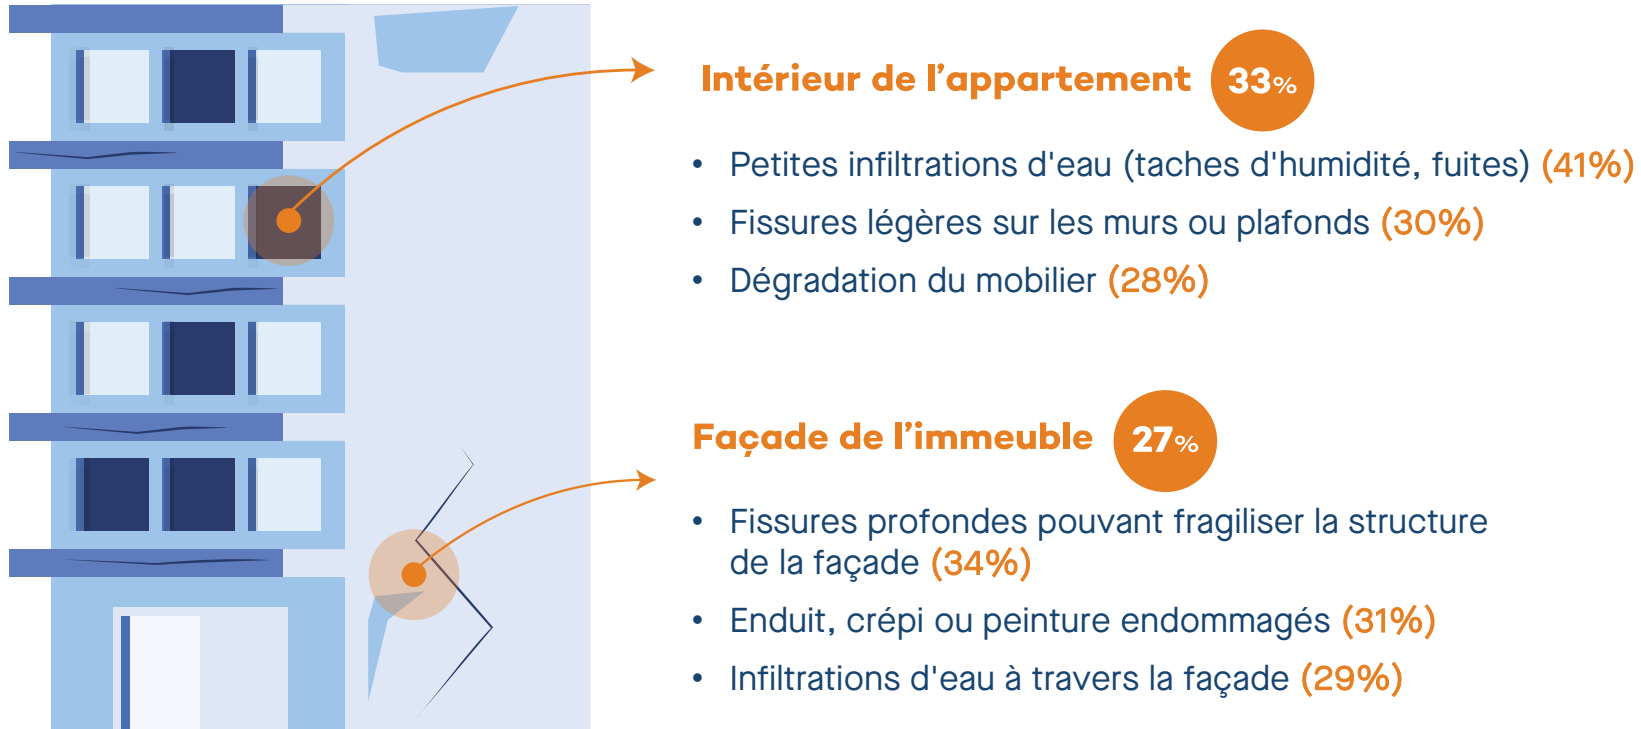 Intérieur de l’appartement 33%
• Petites infiltrations d'eau (taches d'humidité, fuites) (41%)
• Fissures légères sur les murs ou plafonds (30%)
• Dégradation du mobilier (28%)
Façade de l’immeuble 27%
• Fissures profondes pouvant fragiliser la structure
de la façade (34%)
• Enduit, crépi ou peinture endommagés (31%)
• Infiltrations d'eau à travers la façade (29%)